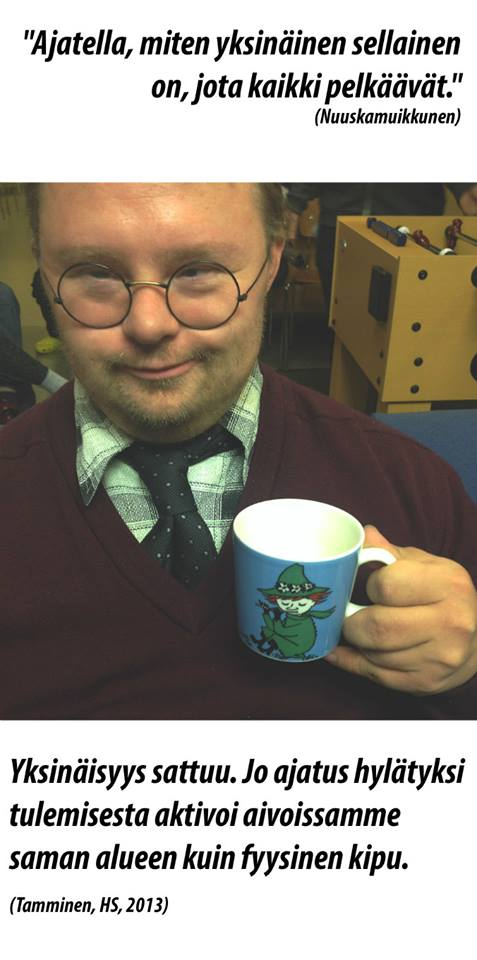 "Ajatella, miten yksinäinen sellainen
on, jota kaikki pelkäävät."
(Nuuskamuikkunen)
Yksinäisyys sattuu. Jo ajatus hylätyksi
tulemisesta aktivoi aivoissamme
saman alueen kuin fyysinen kipu.
(Tamminen, HS, 2013)